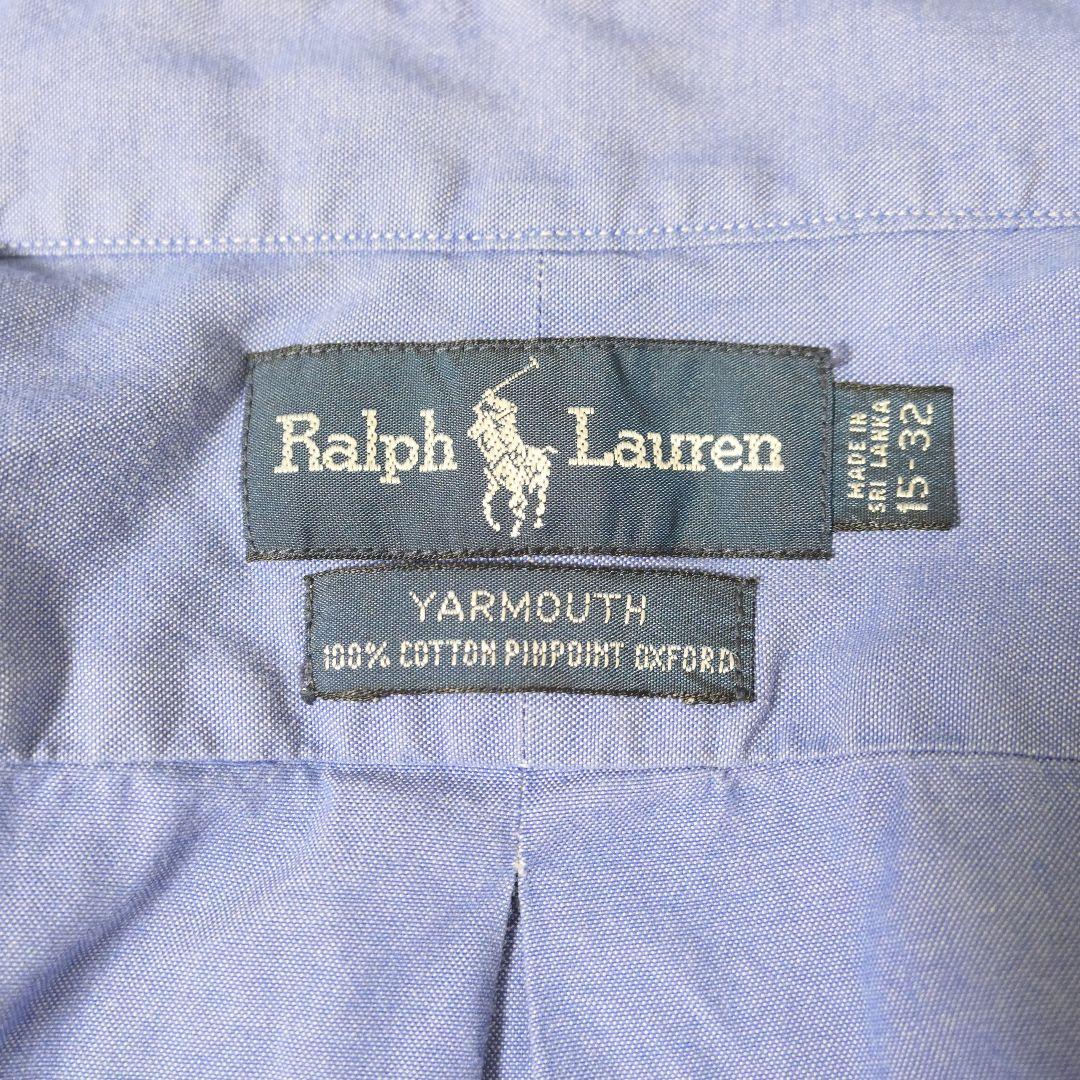 Ralph Lauren
MADE IN
SRI LANKA
15-32
YARMOUTH
100% COTTON PINPOINT OXFORD